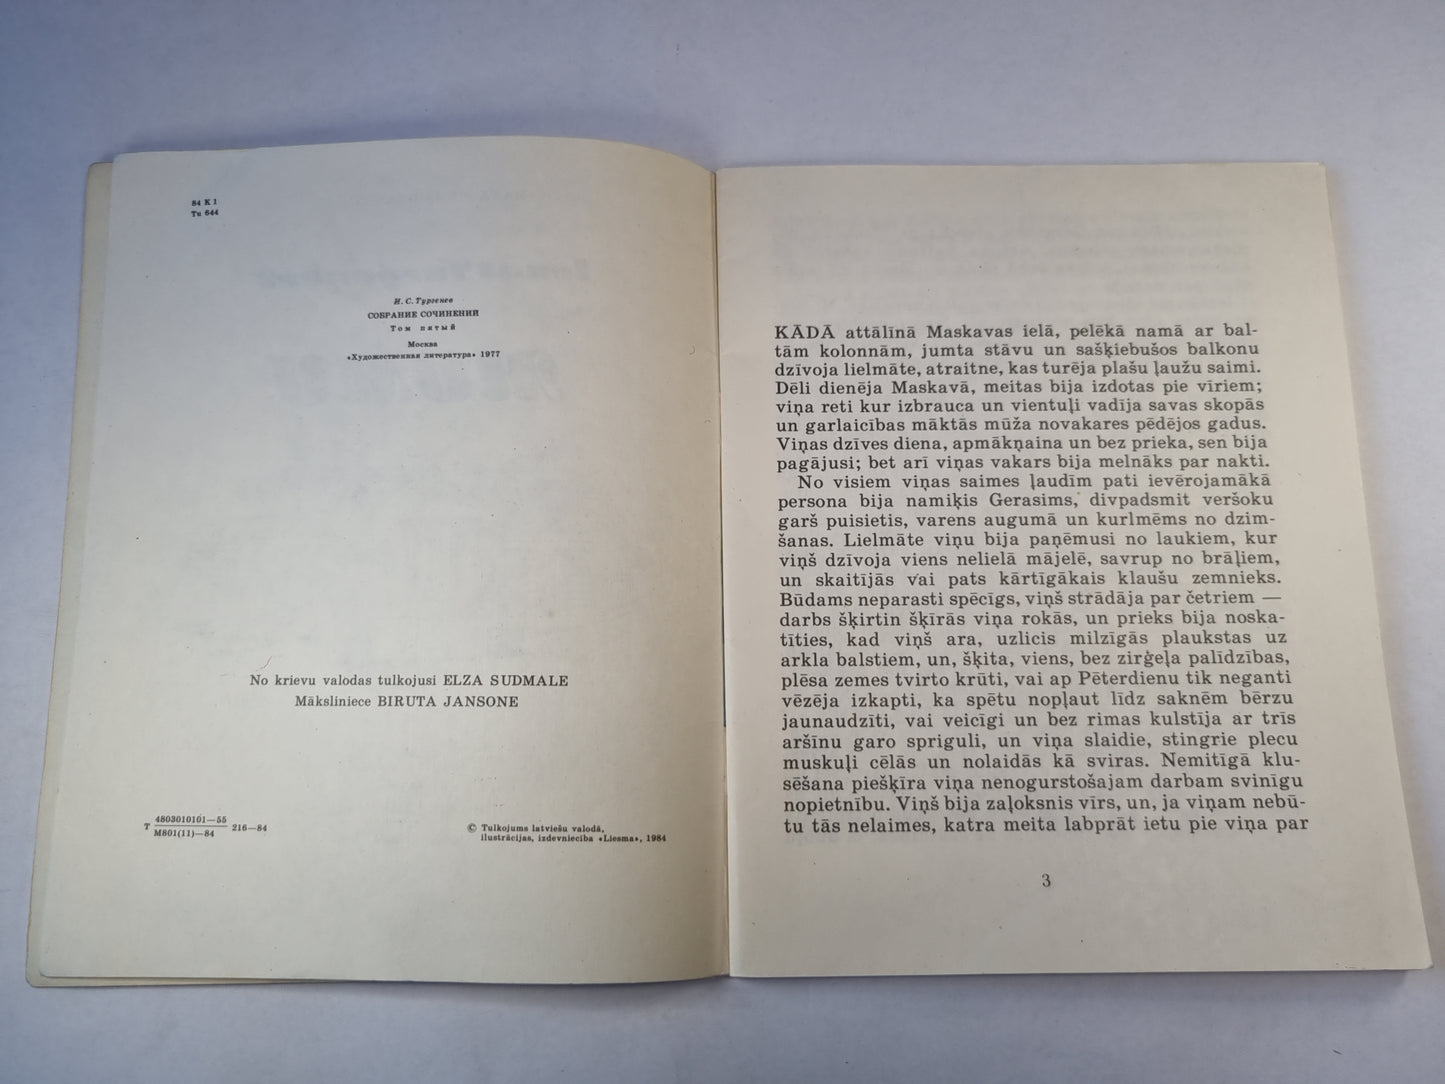 84 K 1
Tu 644
И. С. Тургенев
СОБРАНИЕ СОЧИНЕНИЙ
Том пятый
Москва
«Художественная литература» 1977
No krievu valodas tulkojusi ELZA SUDMALE
Māksliniece BIRUTA JANSONE
T 4803010101—55
M801(11)—84 216—84
© Tulkojums latviešu valodā,
ilustrācijas, izdevniecība «Liesma», 1984
KĀDĀ attālīnā Maskavas ielā, pelēkā namā ar bal-
tām kolonnām, jumta stāvu un sašķiebušos balkonu
dzīvoja lielmāte, atraitne, kas turēja plašu ļaužu saimi.
Dēli dienēja Maskavā, meitas bija izdotas pie vīriem;
viņa reti kur izbrauca un vientuļi vadīja savas skopās
un garlaicības māktās mūža novakares pēdējos gadus.
Viņas dzīves diena, apmākņaina un bez prieka, sen bija
pagājusi; bet arī viņas vakars bija melnāks par nakti.
No visiem viņas saimes ļaudīm pati ievērojamākā
persona bija namiķis Gerasims, divpadsmit veršoku
garš puisietis, varens augumā un kurlmēms no dzim-
šanas. Lielmāte viņu bija paņēmusi no laukiem, kur
viņš dzīvoja viens nelielā mājelē, savrup no brāļiem,
un skaitījās vai pats kārtīgākais klaušu zemnieks.
Būdams neparasti spēcīgs, viņš strādāja par četriem —
darbs šķirtin šķīrās viņa rokās, un prieks bija noska-
tīties, kad viņš ara, uzlicis milzīgās plaukstas uz
arkla balstiem, un, šķita, viens, bez zirģeļa palīdzības,
plēsa zemes tvirto krūti, vai ap Pēterdienu tik neganti
vēzēja izkapti, ka spētu nopļaut līdz saknēm bērzu
jaunaudzīti, vai veicīgi un bez rimas kulstīja ar trīs
aršīnu garo spriguli, un viņa slaidie, stingrie plecu
muskuļi cēlās un nolaidās kā sviras. Nemitīgā klu-
sēšana piešķīra viņa nenogurstošajam darbam svinīgu
nopietnību. Viņš bija zaļoksnis vīrs, un, ja viņam nebū-
tu tās nelaimes, katra meita labprāt ietu pie viņa par
3